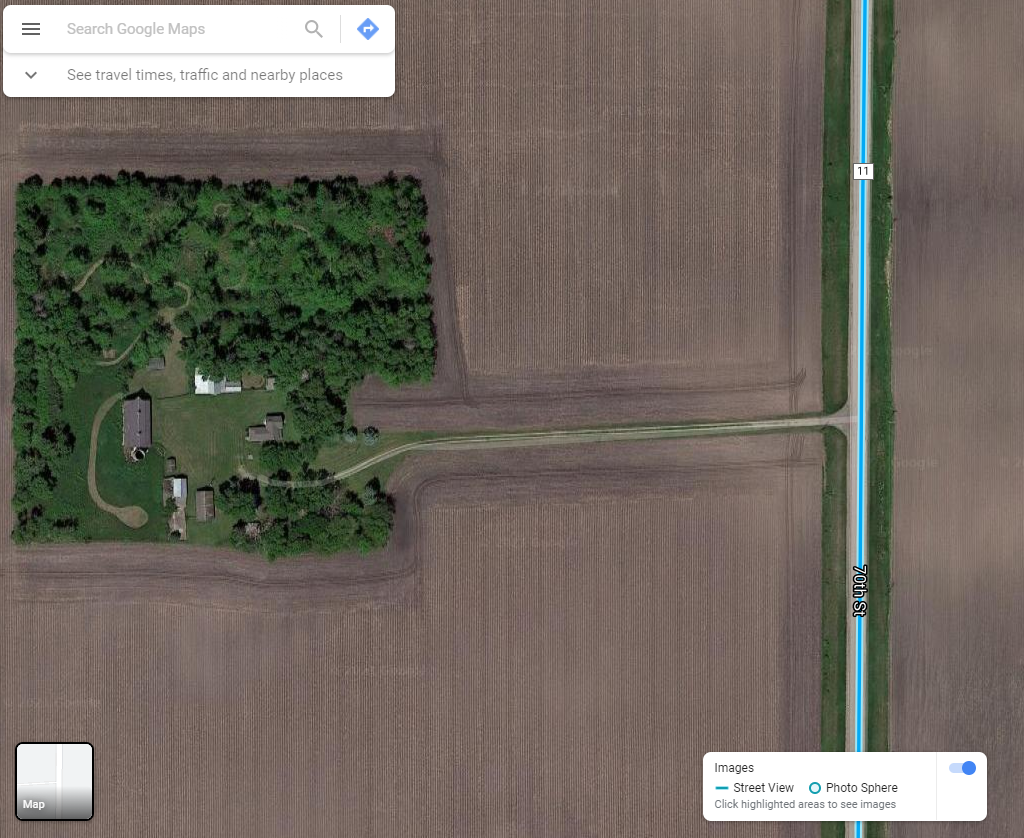 Search Google Maps
See travel times, traffic and nearby places
11
70th St
Map
Images
Street View
Photo Sphere
Click highlighted areas to see images
Google